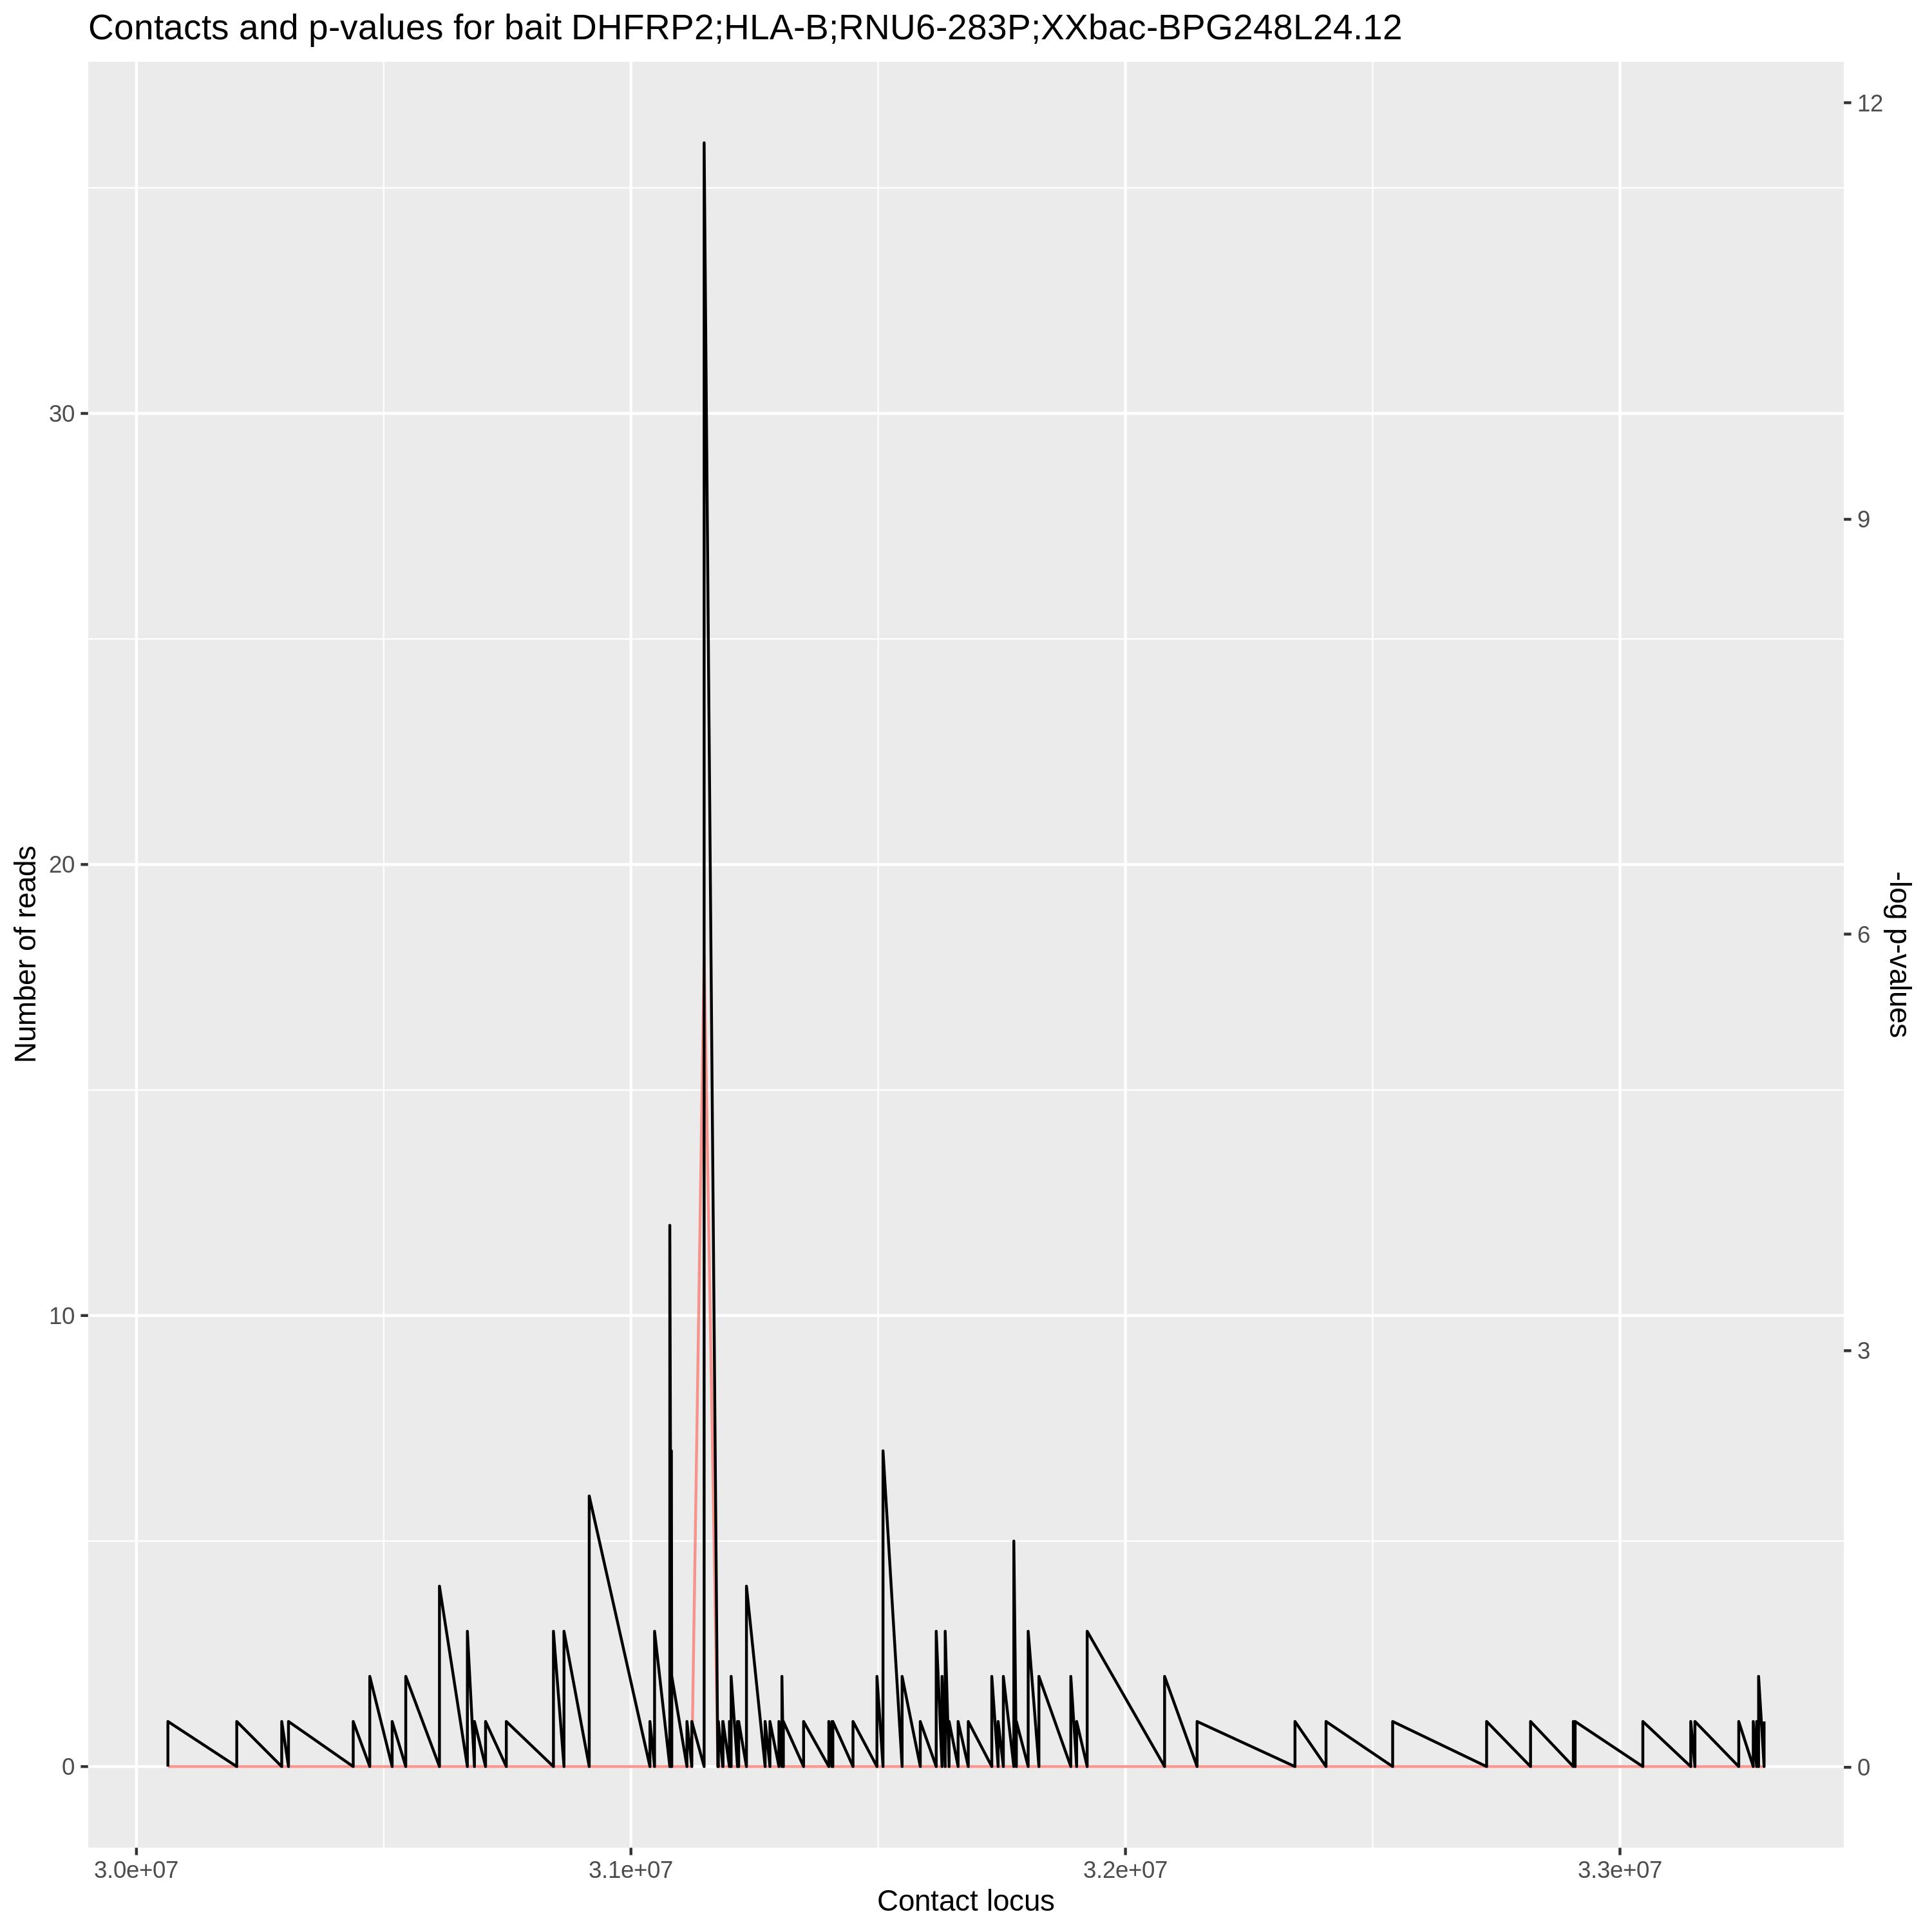 Contacts and p-values for bait DHFRP2;HLA-B;RNU6-283P;XXbac-BPG248L24.12
12
30
9
20
Number of reads
6
-log p-values
10
3
0
0
3.0e+07
3.1e+07
3.2e+07
3.3e+07
Contact locus